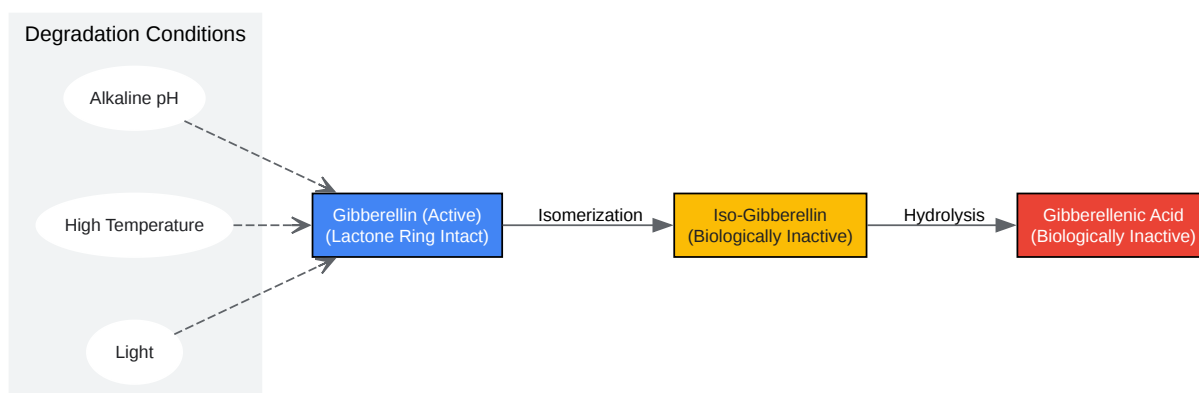 Degradation Conditions
Alkaline pH
High Temperature
Light
Gibberellin (Active)
(Lactone Ring Intact)
Isomerization
Iso-Gibberellin
(Biologically Inactive)
Hydrolysis
Gibberellenic Acid
(Biologically Inactive)